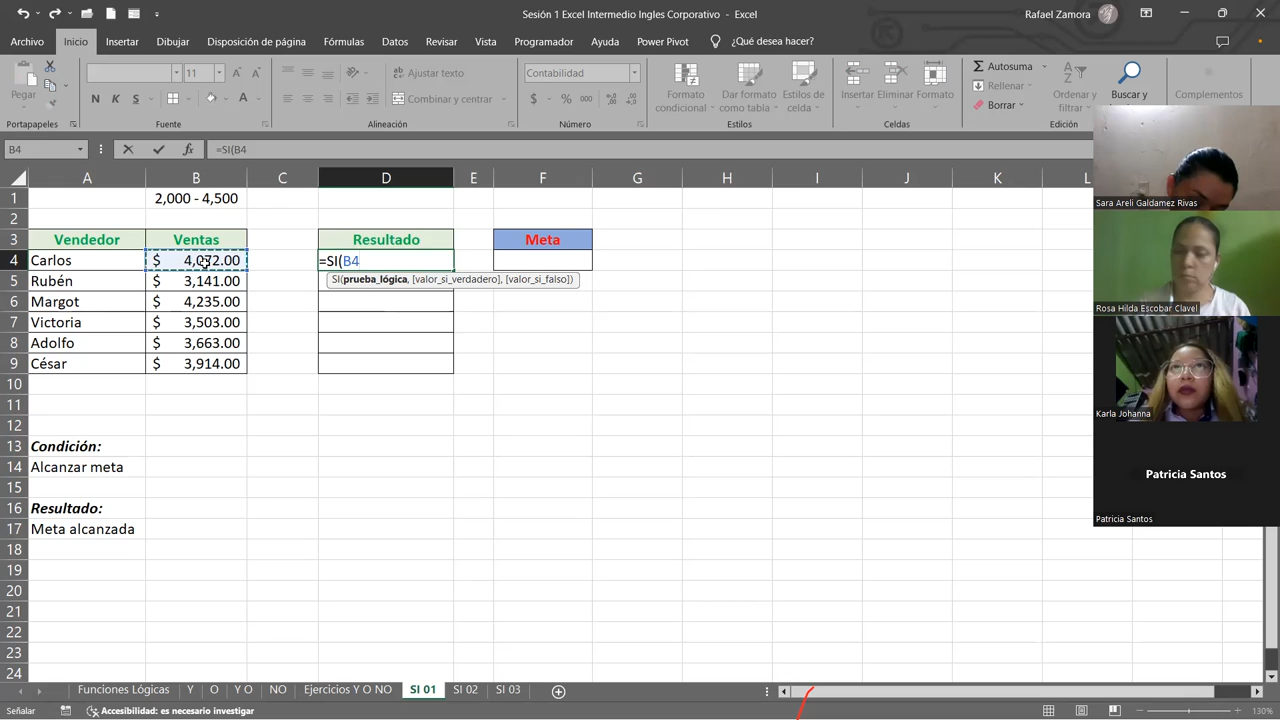 Sesión 1 Excel Intermedio Ingles Corporativo - Excel
Rafael Zamora
Archivo Inicio Insertar Dibujar Disposición de página Fórmulas Datos Revisar Vista Programador Ayuda Power Pivot ¿Qué desea hacer?
Pegar
11
N K S
A A
Ajustar texto
Combinar y centrar
Contabilidad
$ % 000
Formato condicional
Dar formato como tabla
Estilos de celda
Insertar Eliminar Formato
Autosuma
Rellenar
Borrar
Ordenar y filtrar
Buscar y
Complementos
Portapapeles Fuente Alineación Número Estilos Celdas Edición
B4 fx =SI(B4
A B C D E F G H I J K L
1 2,000 - 4,500
2
3 Vendedor Ventas Resultado Meta
4 Carlos $ 4,072.00 =SI(B4
SI(prueba_lógica, [valor_si_verdadero], [valor_si_falso])
5 Rubén $ 3,141.00
6 Margot $ 4,235.00
7 Victoria $ 3,503.00
8 Adolfo $ 3,663.00
9 César $ 3,914.00
10
11
12
13 Condición:
14 Alcanzar meta
15
16 Resultado:
17 Meta alcanzada
18
19
20
21
22
23
24
Sara Areli Galdamez Rivas
Rosa Hilda Escobar Clavel
Karla Johanna
Patricia Santos
Patricia Santos
Funciones Lógicas Y O Y O NO Ejercicios Y O NO SI 01 SI 02 SI 03
Señalar Accesibilidad: es necesario investigar 130%